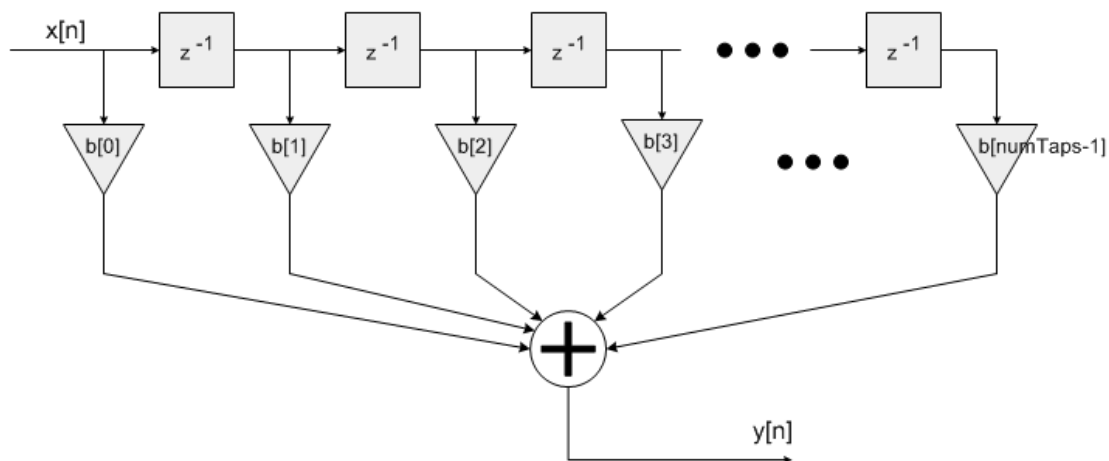 x[n]
z -1
z -1
z -1
z -1
b[0]
b[1]
b[2]
b[3]
b[numTaps-1]
y[n]